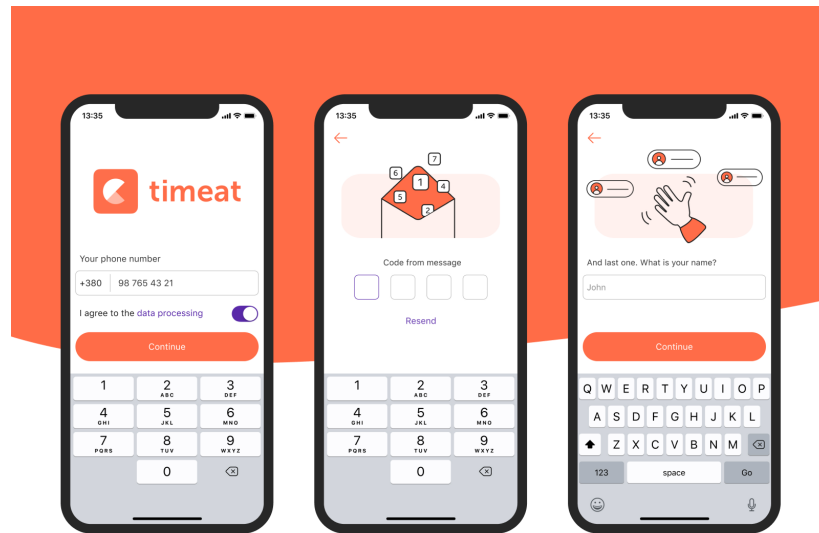 13:35
timeat
Your phone number
+380 98 765 43 21
I agree to the data processing
Continue
1 2 3
ABC DEF
4 5 6
GHI JKL MNO
7 8 9
PQRS TUV WXYZ
0
13:35
7
6
1
4
5
2
Code from message
Resend
1 2 3
ABC DEF
4 5 6
GHI JKL MNO
7 8 9
PQRS TUV WXYZ
0
13:35
And last one. What is your name?
John
Continue
Q W E R T Y U I O P
A S D F G H J K L
Z X C V B N M
123 space Go